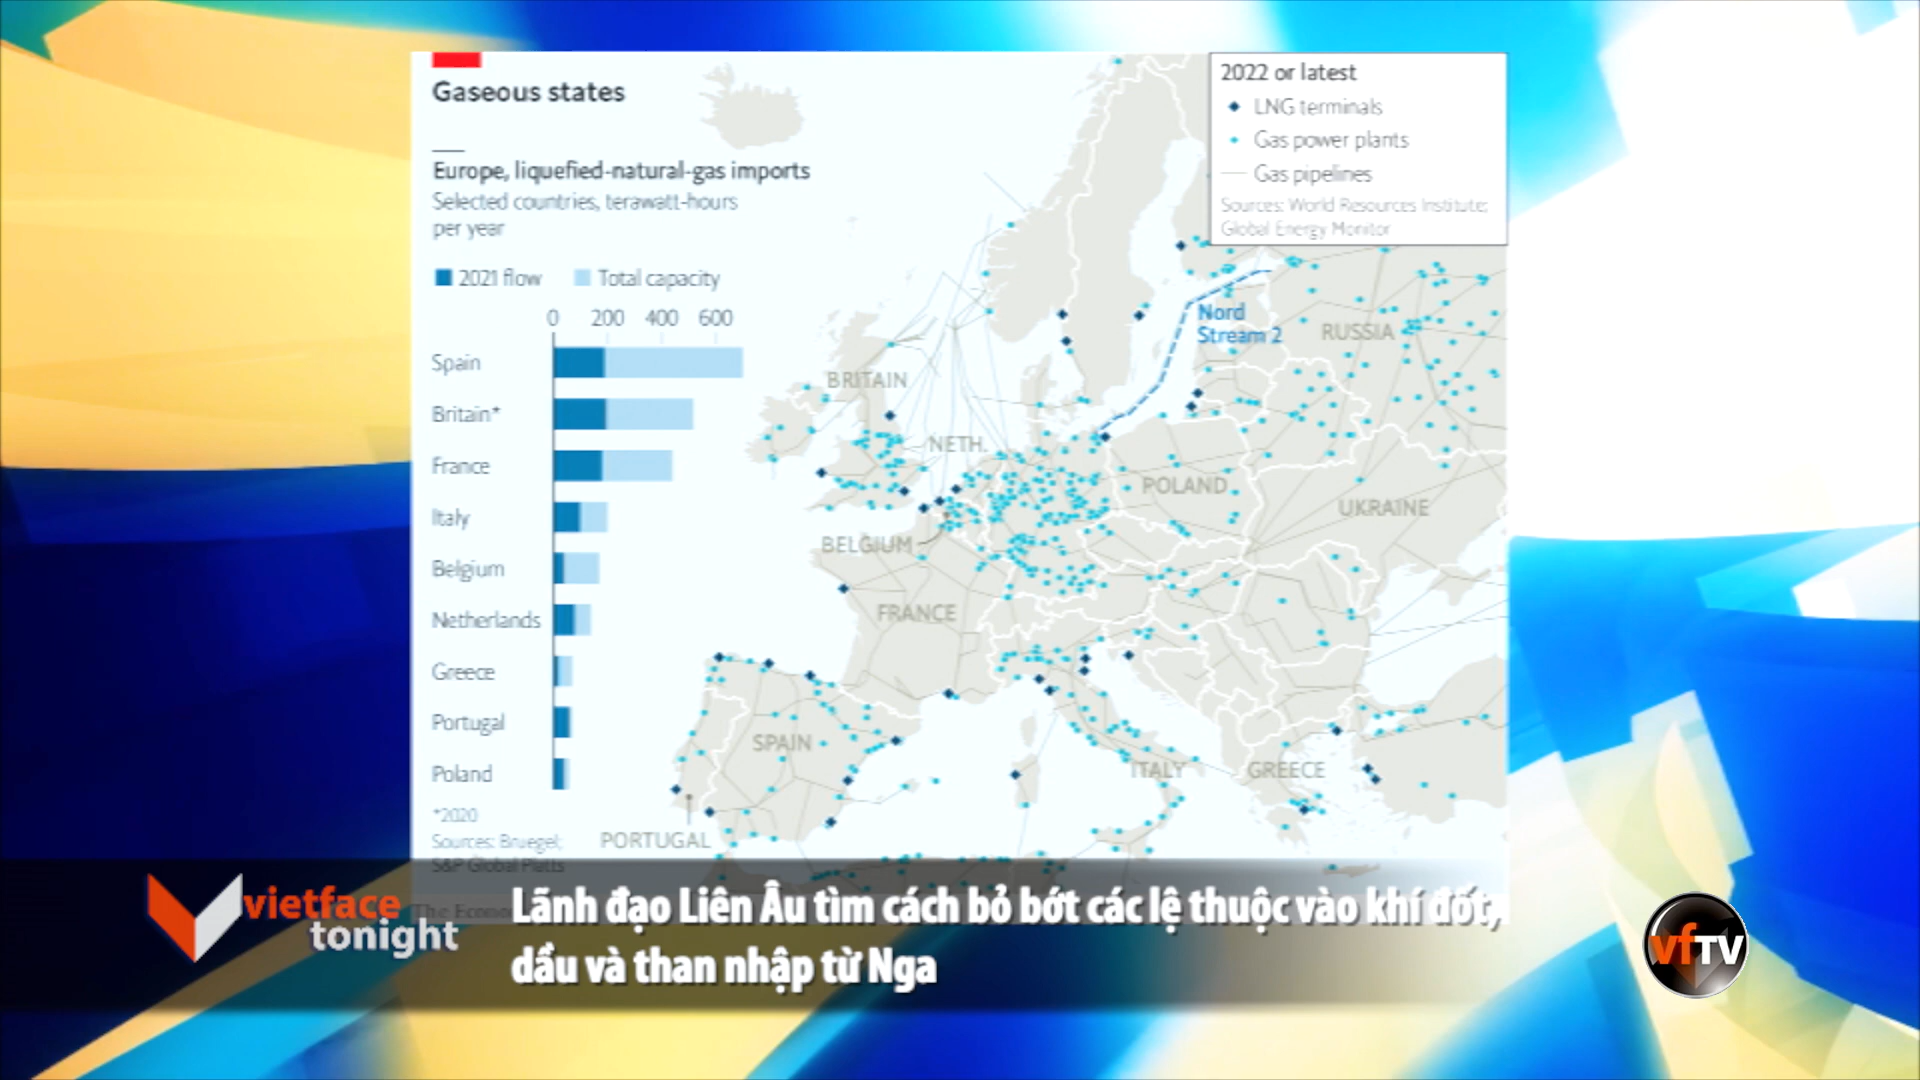 Gaseous states
Europe, liquefied-natural-gas imports
Selected countries, terawatt-hours
per year
2021 flow
Total capacity
0 200 400 600
Spain
Britain*
France
Italy
Belgium
Netherlands
Greece
Portugal
Poland
*2020
Sources: Bruegel;
S&P Global Platts
The Econo
2022 or latest
LNG terminals
Gas power plants
Gas pipelines
Sources: World Resources Institute;
Global Energy Monitor
Nord
Stream 2
RUSSIA
BRITAIN
NETH.
POLAND
UKRAINE
BELGIUM
FRANCE
SPAIN
ITALY
GREECE
PORTUGAL
vietface
tonight
Lãnh đạo Liên Âu tìm cách bỏ bớt các lệ thuộc vào khí đốt,
dầu và than nhập từ Nga
vfTV